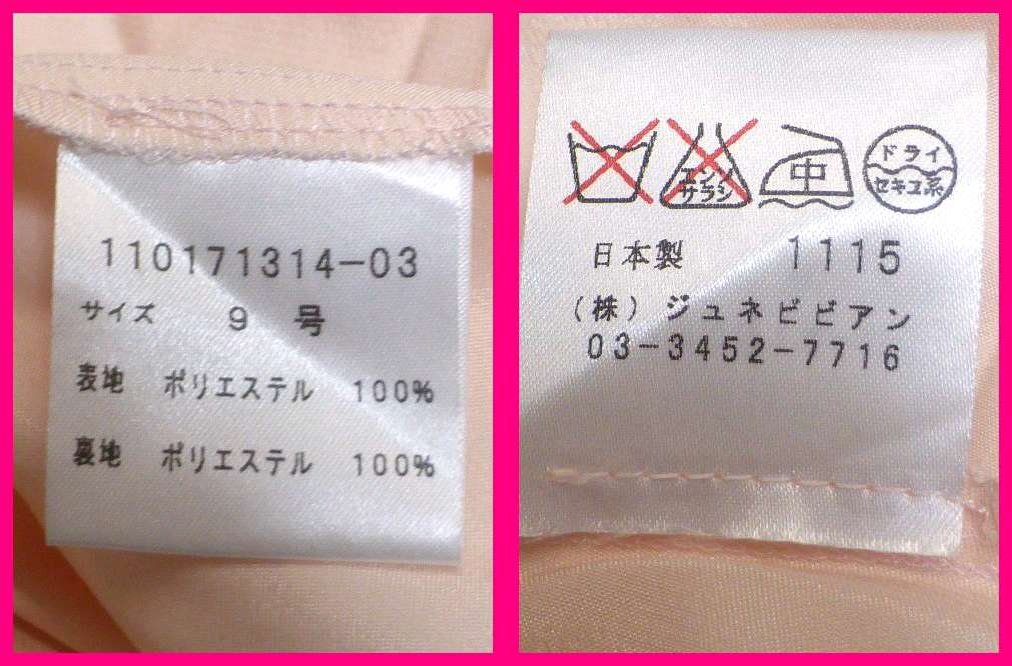 110171314-03
サイズ 9 号
表地 ポリエステル 100%
裏地 ポリエステル 100%
エンソ
サラシ
中
ドライ
セキユ系
日本製 1115
(株)ジュネビビアン
03-3452-7716